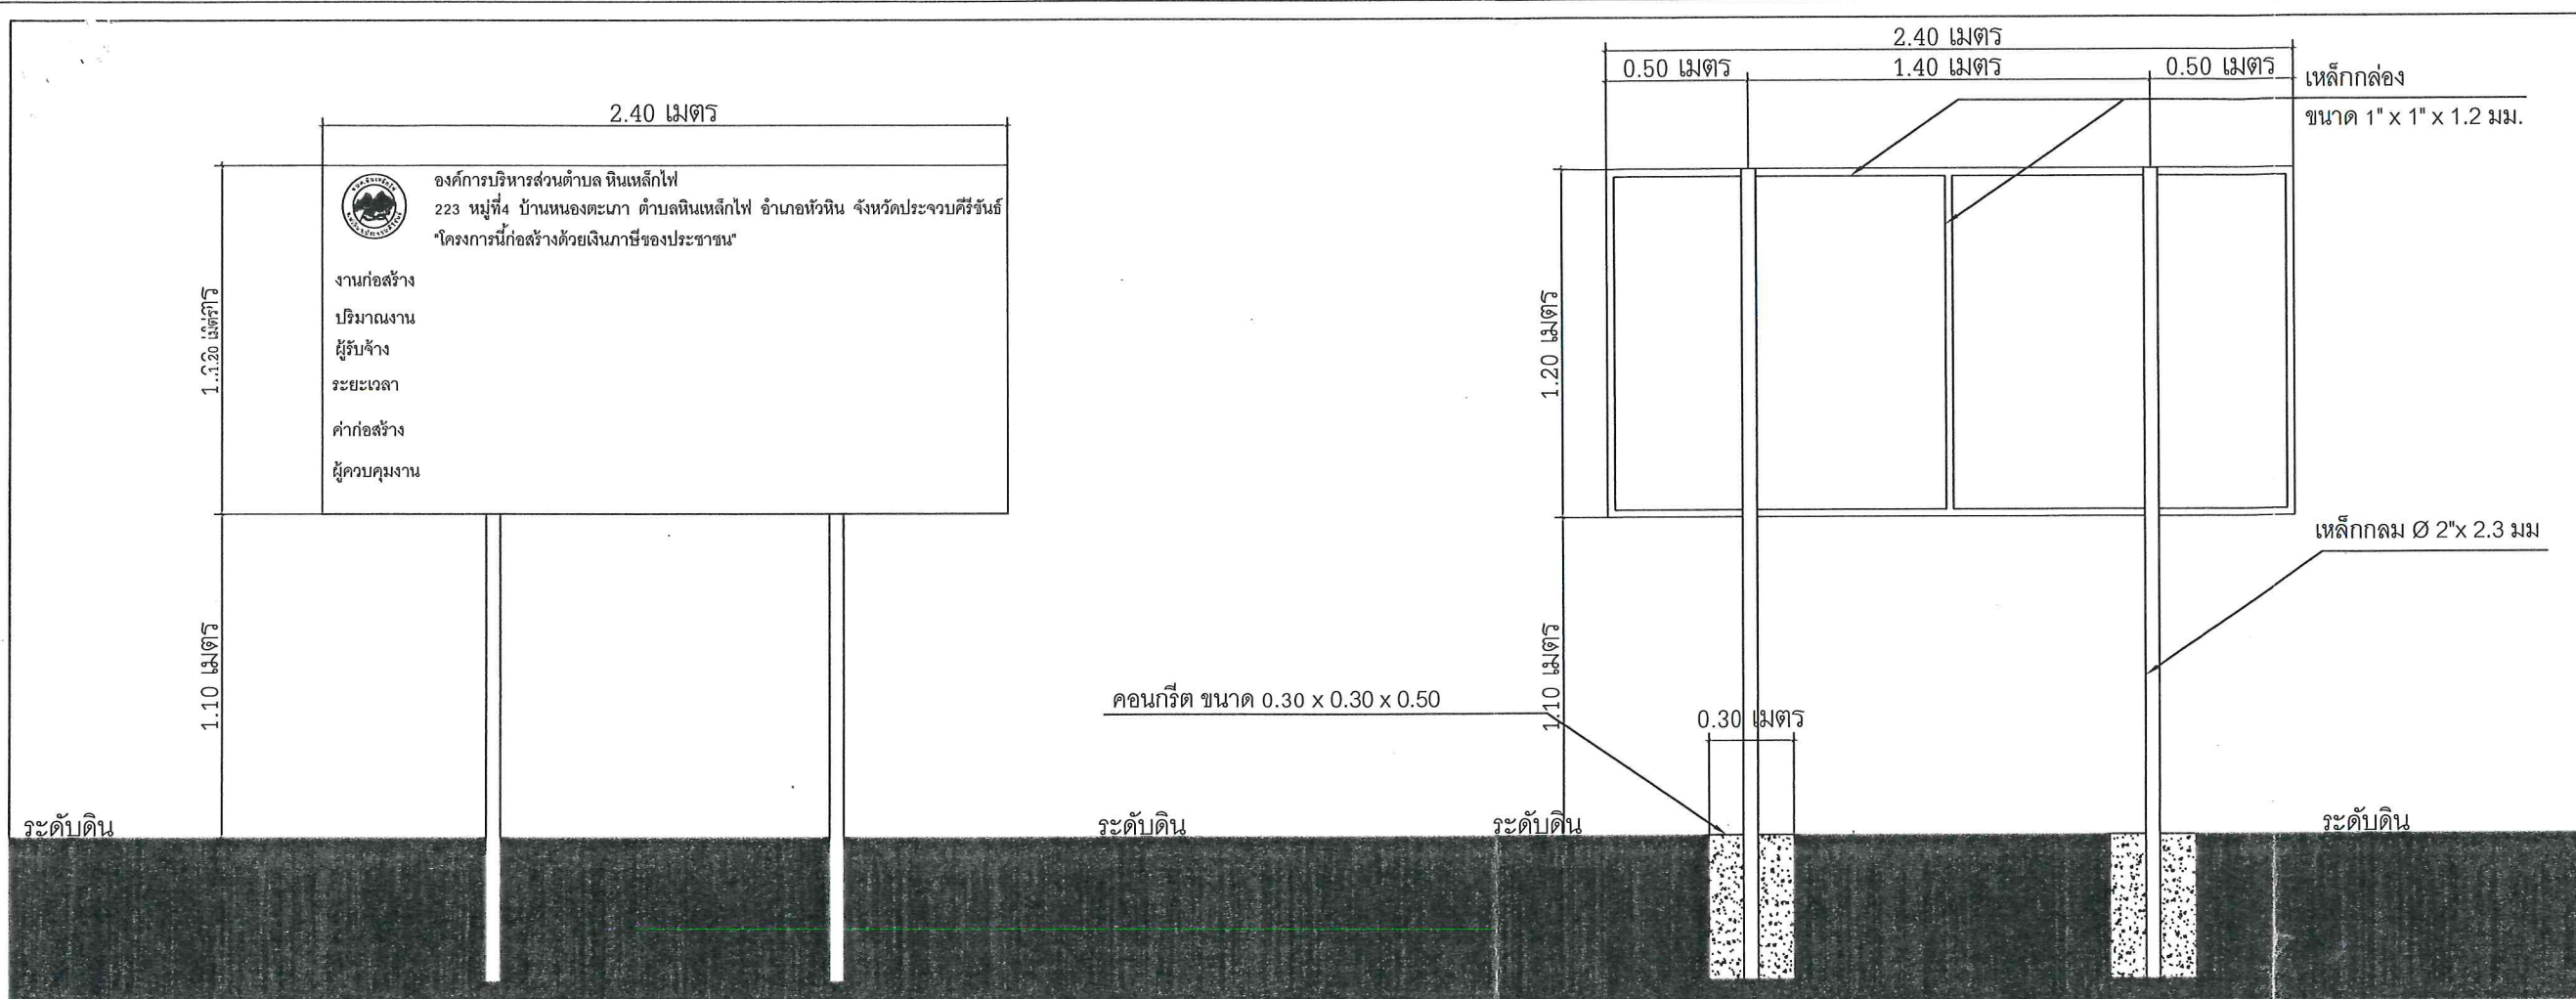 2.40 เมตร
องค์การบริหารส่วนตำบล หินเหล็กไฟ
223 หมู่ที่4 บ้านหนองตะเภา ตำบลหินเหล็กไฟ อำเภอหัวหิน จังหวัดประจวบคีรีขันธ์
"โครงการนี้ก่อสร้างด้วยเงินภาษีของประชาชน"
งานก่อสร้าง
ปริมาณงาน
ผู้รับจ้าง
ระยะเวลา
ค่าก่อสร้าง
ผู้ควบคุมงาน
1.20 เมตร
1.10 เมตร
ระดับดิน
ระดับดิน
2.40 เมตร
0.50 เมตร
1.40 เมตร
0.50 เมตร
เหล็กกล่อง
ขนาด 1" x 1" x 1.2 มม.
1.20 เมตร
เหล็กกลม Ø 2"x 2.3 มม
1.10 เมตร
คอนกรีต ขนาด 0.30 x 0.30 x 0.50
0.30 เมตร
ระดับดิน
ระดับดิน